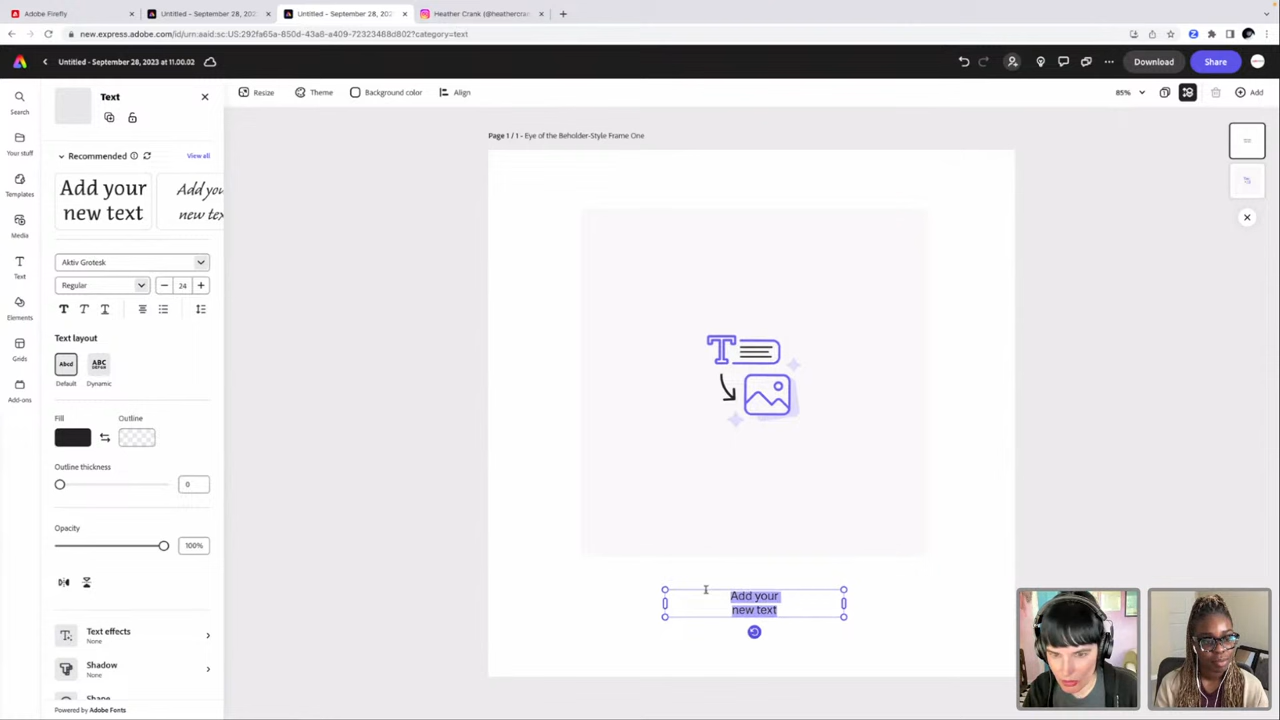 Adobe Firefly
Untitled - September 28, 202
Untitled - September 28, 202
Heather Crank (@heathercran
new.express.adobe.com/id/urn:aaid:sc:US:292fa65a-850d-43a8-a409-72323488d802?category=text
Untitled - September 28, 2023 at 11.00.02
Download
Share
Text
Resize
Theme
Background color
Align
85%
Add
Search
Your stuff
Templates
Media
Text
Elements
Grids
Add-ons
Recommended
View all
Add your
new text
Add you
new tex
Aktiv Grotesk
Regular
24
Text layout
Abcd
Default
Dynamic
Fill
Outline
Outline thickness
0
Opacity
100%
Text effects
None
Shadow
None
Shape
Powered by Adobe Fonts
Page 1 / 1 - Eye of the Beholder-Style Frame One
Add your
new text